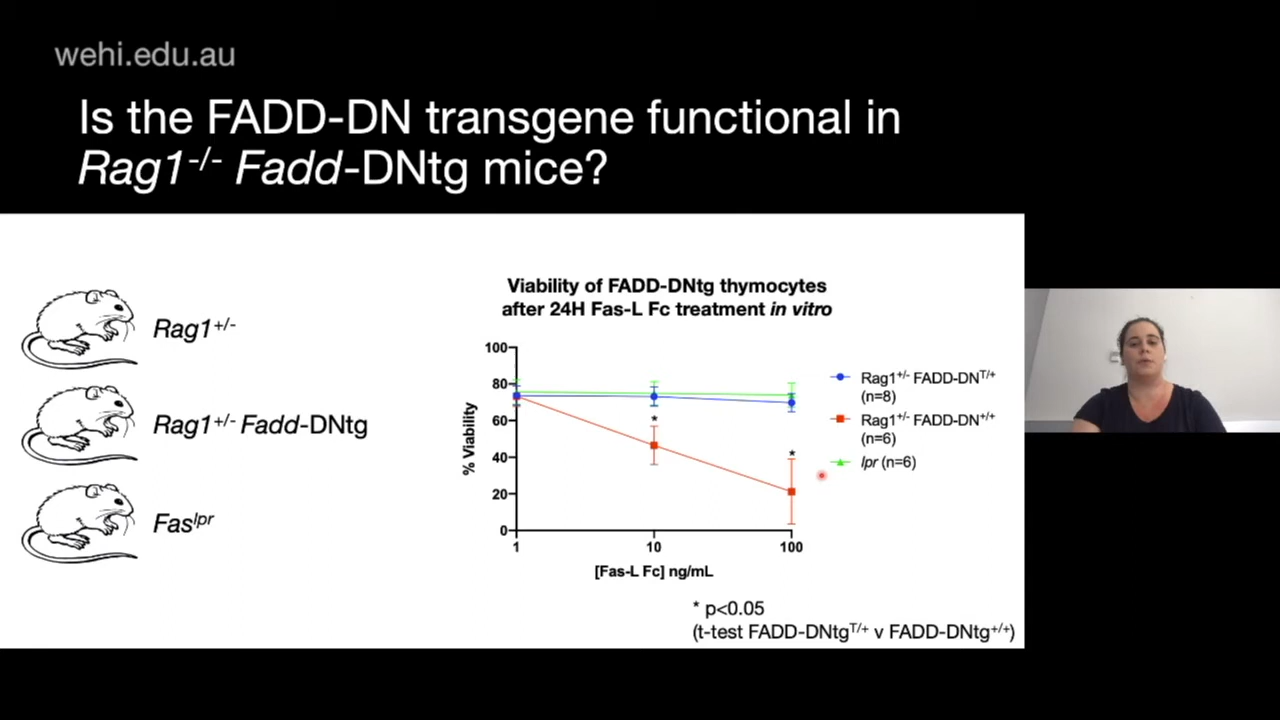 wehi.edu.au
Is the FADD-DN transgene functional in
Rag1-/- Fadd-DNtg mice?
Rag1+/-
Rag1+/- Fadd-DNtg
Faslpr
Viability of FADD-DNtg thymocytes
after 24H Fas-L Fc treatment in vitro
100
80
60
40
20
0
% Viability
1 10 100
[Fas-L Fc] ng/mL
Rag1+/- FADD-DNT/+
(n=8)
Rag1+/- FADD-DN+/+
(n=6)
lpr (n=6)
*
*
* p<0.05
(t-test FADD-DNtgT/+ v FADD-DNtg+/+)